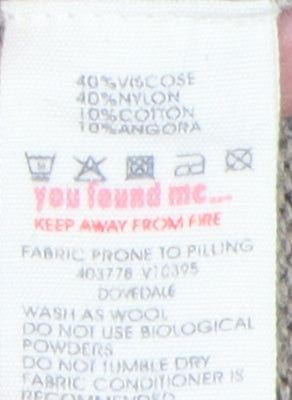 40%VISCOSE
40%NYLON
10%COTTON
10%ANGORA
you found me....
KEEP AWAY FROM FIRE
FABRIC PRONE TO PILLING
403778 V10395
DOVEDALE
WASH AS WOOL
DO NOT USE BIOLOGICAL
POWDERS
DO NOT TUMBLE DRY
FABRIC CONDITIONER IS
RECOMMENDED